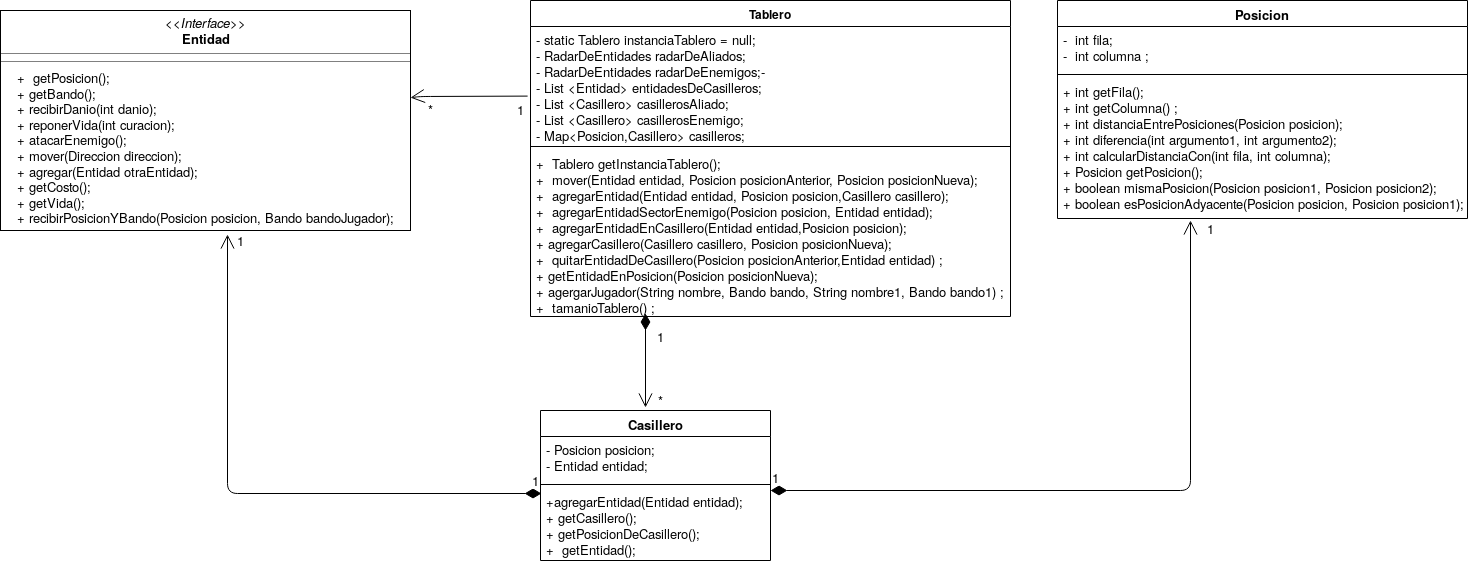 <<Interface>>
Entidad
+ getPosicion();
+ getBando();
+ recibirDanio(int danio);
+ reponerVida(int curacion);
+ atacarEnemigo();
+ mover(Direccion direccion);
+ agregar(Entidad otraEntidad);
+ getCosto();
+ getVida();
+ recibirPosicionYBando(Posicion posicion, Bando bandoJugador);
*
1
Tablero
- static Tablero instanciaTablero = null;
- RadarDeEntidades radarDeAliados;
- RadarDeEntidades radarDeEnemigos;-
- List <Entidad> entidadesDeCasilleros;
- List <Casillero> casillerosAliado;
- List <Casillero> casillerosEnemigo;
- Map<Posicion,Casillero> casilleros;
+ Tablero getInstanciaTablero();
+ mover(Entidad entidad, Posicion posicionAnterior, Posicion posicionNueva);
+ agregarEntidad(Entidad entidad, Posicion posicion,Casillero casillero);
+ agregarEntidadSectorEnemigo(Posicion posicion, Entidad entidad);
+ agregarEntidadEnCasillero(Entidad entidad,Posicion posicion);
+ agregarCasillero(Casillero casillero, Posicion posicionNueva);
+ quitarEntidadDeCasillero(Posicion posicionAnterior,Entidad entidad) ;
+ getEntidadEnPosicion(Posicion posicionNueva);
+ agergarJugador(String nombre, Bando bando, String nombre1, Bando bando1) ;
+ tamanioTablero() ;
Posicion
- int fila;
- int columna ;
+ int getFila();
+ int getColumna() ;
+ int distanciaEntrePosiciones(Posicion posicion);
+ int diferencia(int argumento1, int argumento2);
+ int calcularDistanciaCon(int fila, int columna);
+ Posicion getPosicion();
+ boolean mismaPosicion(Posicion posicion1, Posicion posicion2);
+ boolean esPosicionAdyacente(Posicion posicion, Posicion posicion1);
1
1
1
*
Casillero
- Posicion posicion;
- Entidad entidad;
+agregarEntidad(Entidad entidad);
+ getCasillero();
+ getPosicionDeCasillero();
+ getEntidad();
1
1